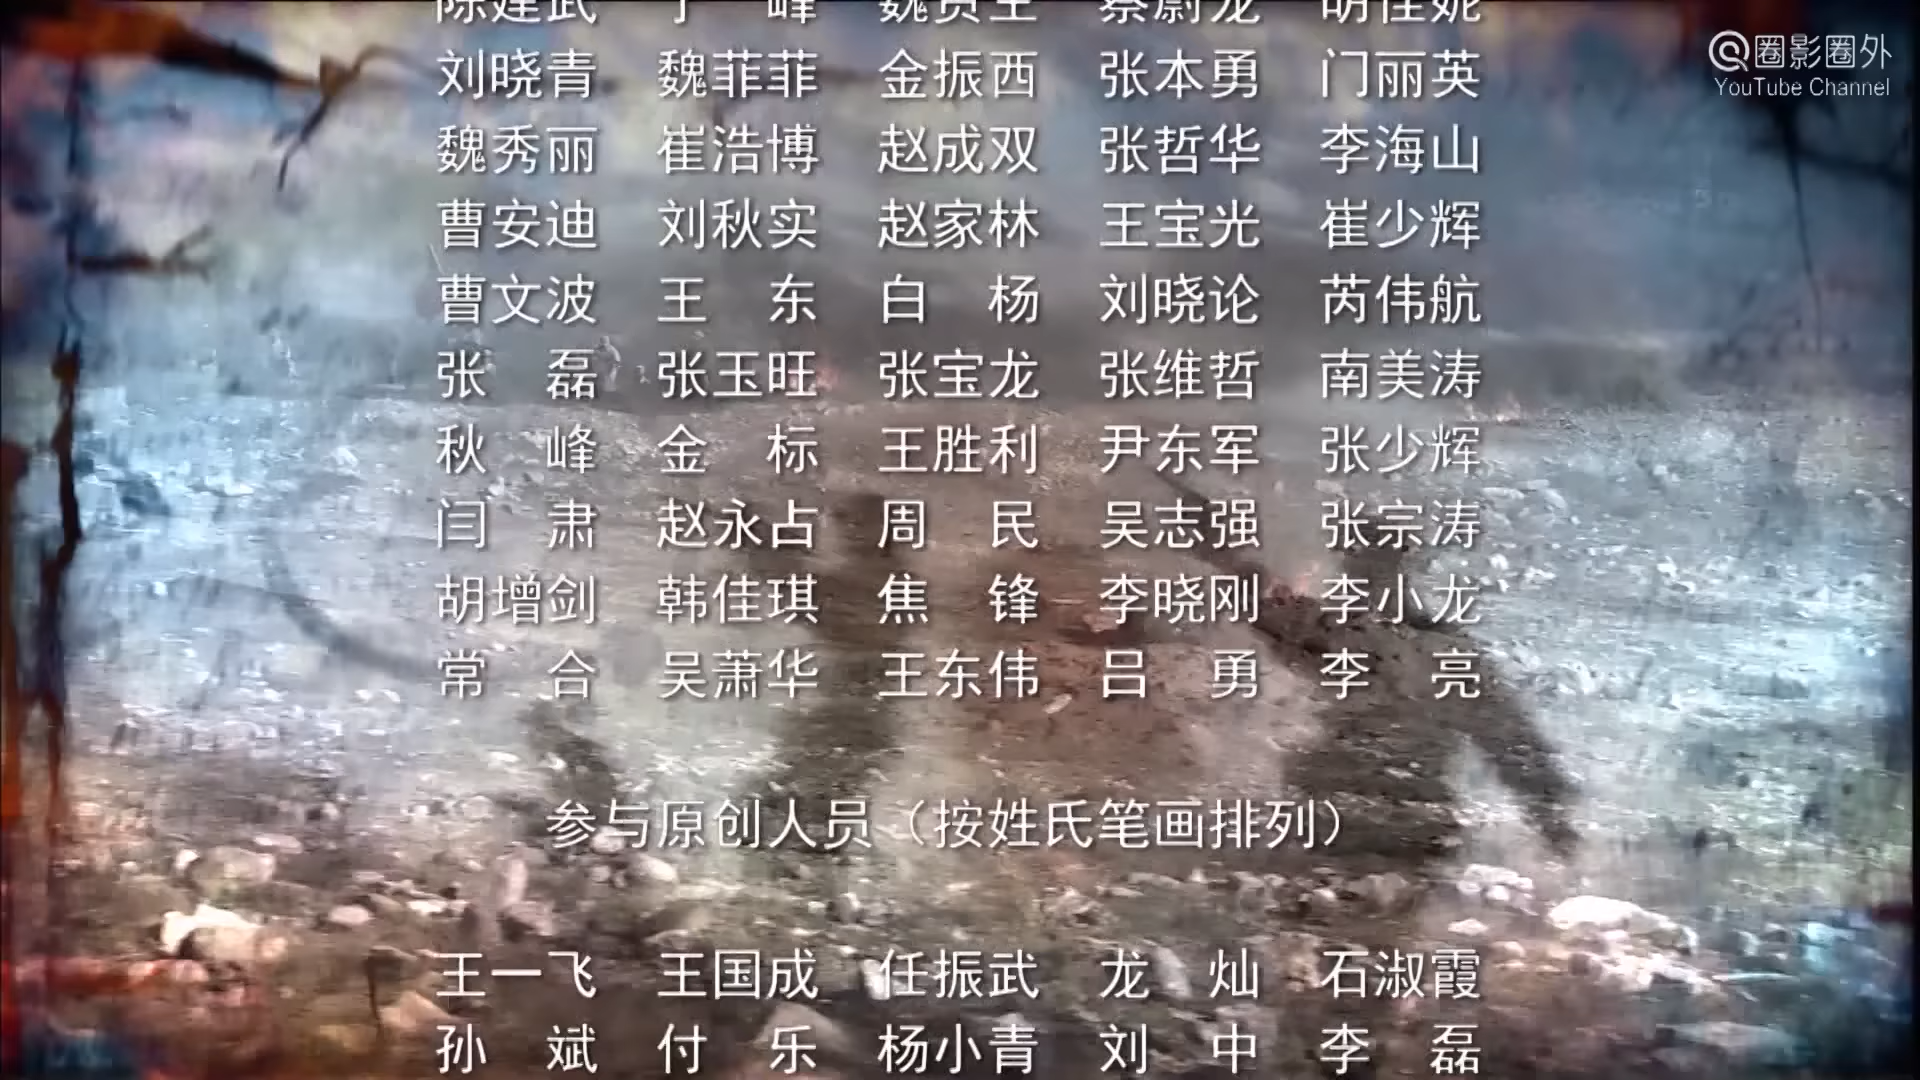 刘晓青 魏菲菲 金振西 张本勇 门丽英
魏秀丽 崔浩博 赵成双 张哲华 李海山
曹安迪 刘秋实 赵家林 王宝光 崔少辉
曹文波 王 东 白 杨 刘晓论 芮伟航
张 磊 张玉旺 张宝龙 张维哲 南美涛
秋 峰 金 标 王胜利 尹东军 张少辉
闫 肃 赵永占 周 民 吴志强 张宗涛
胡增剑 韩佳琪 焦 锋 李晓刚 李小龙
常 合 吴萧华 王东伟 吕 勇 李 亮
参与原创人员（按姓氏笔画排列）
王一飞 王国成 任振武 龙 灿 石淑霞
孙 斌 付 乐 杨小青 刘 中 李 磊
圈影圈外
YouTube Channel